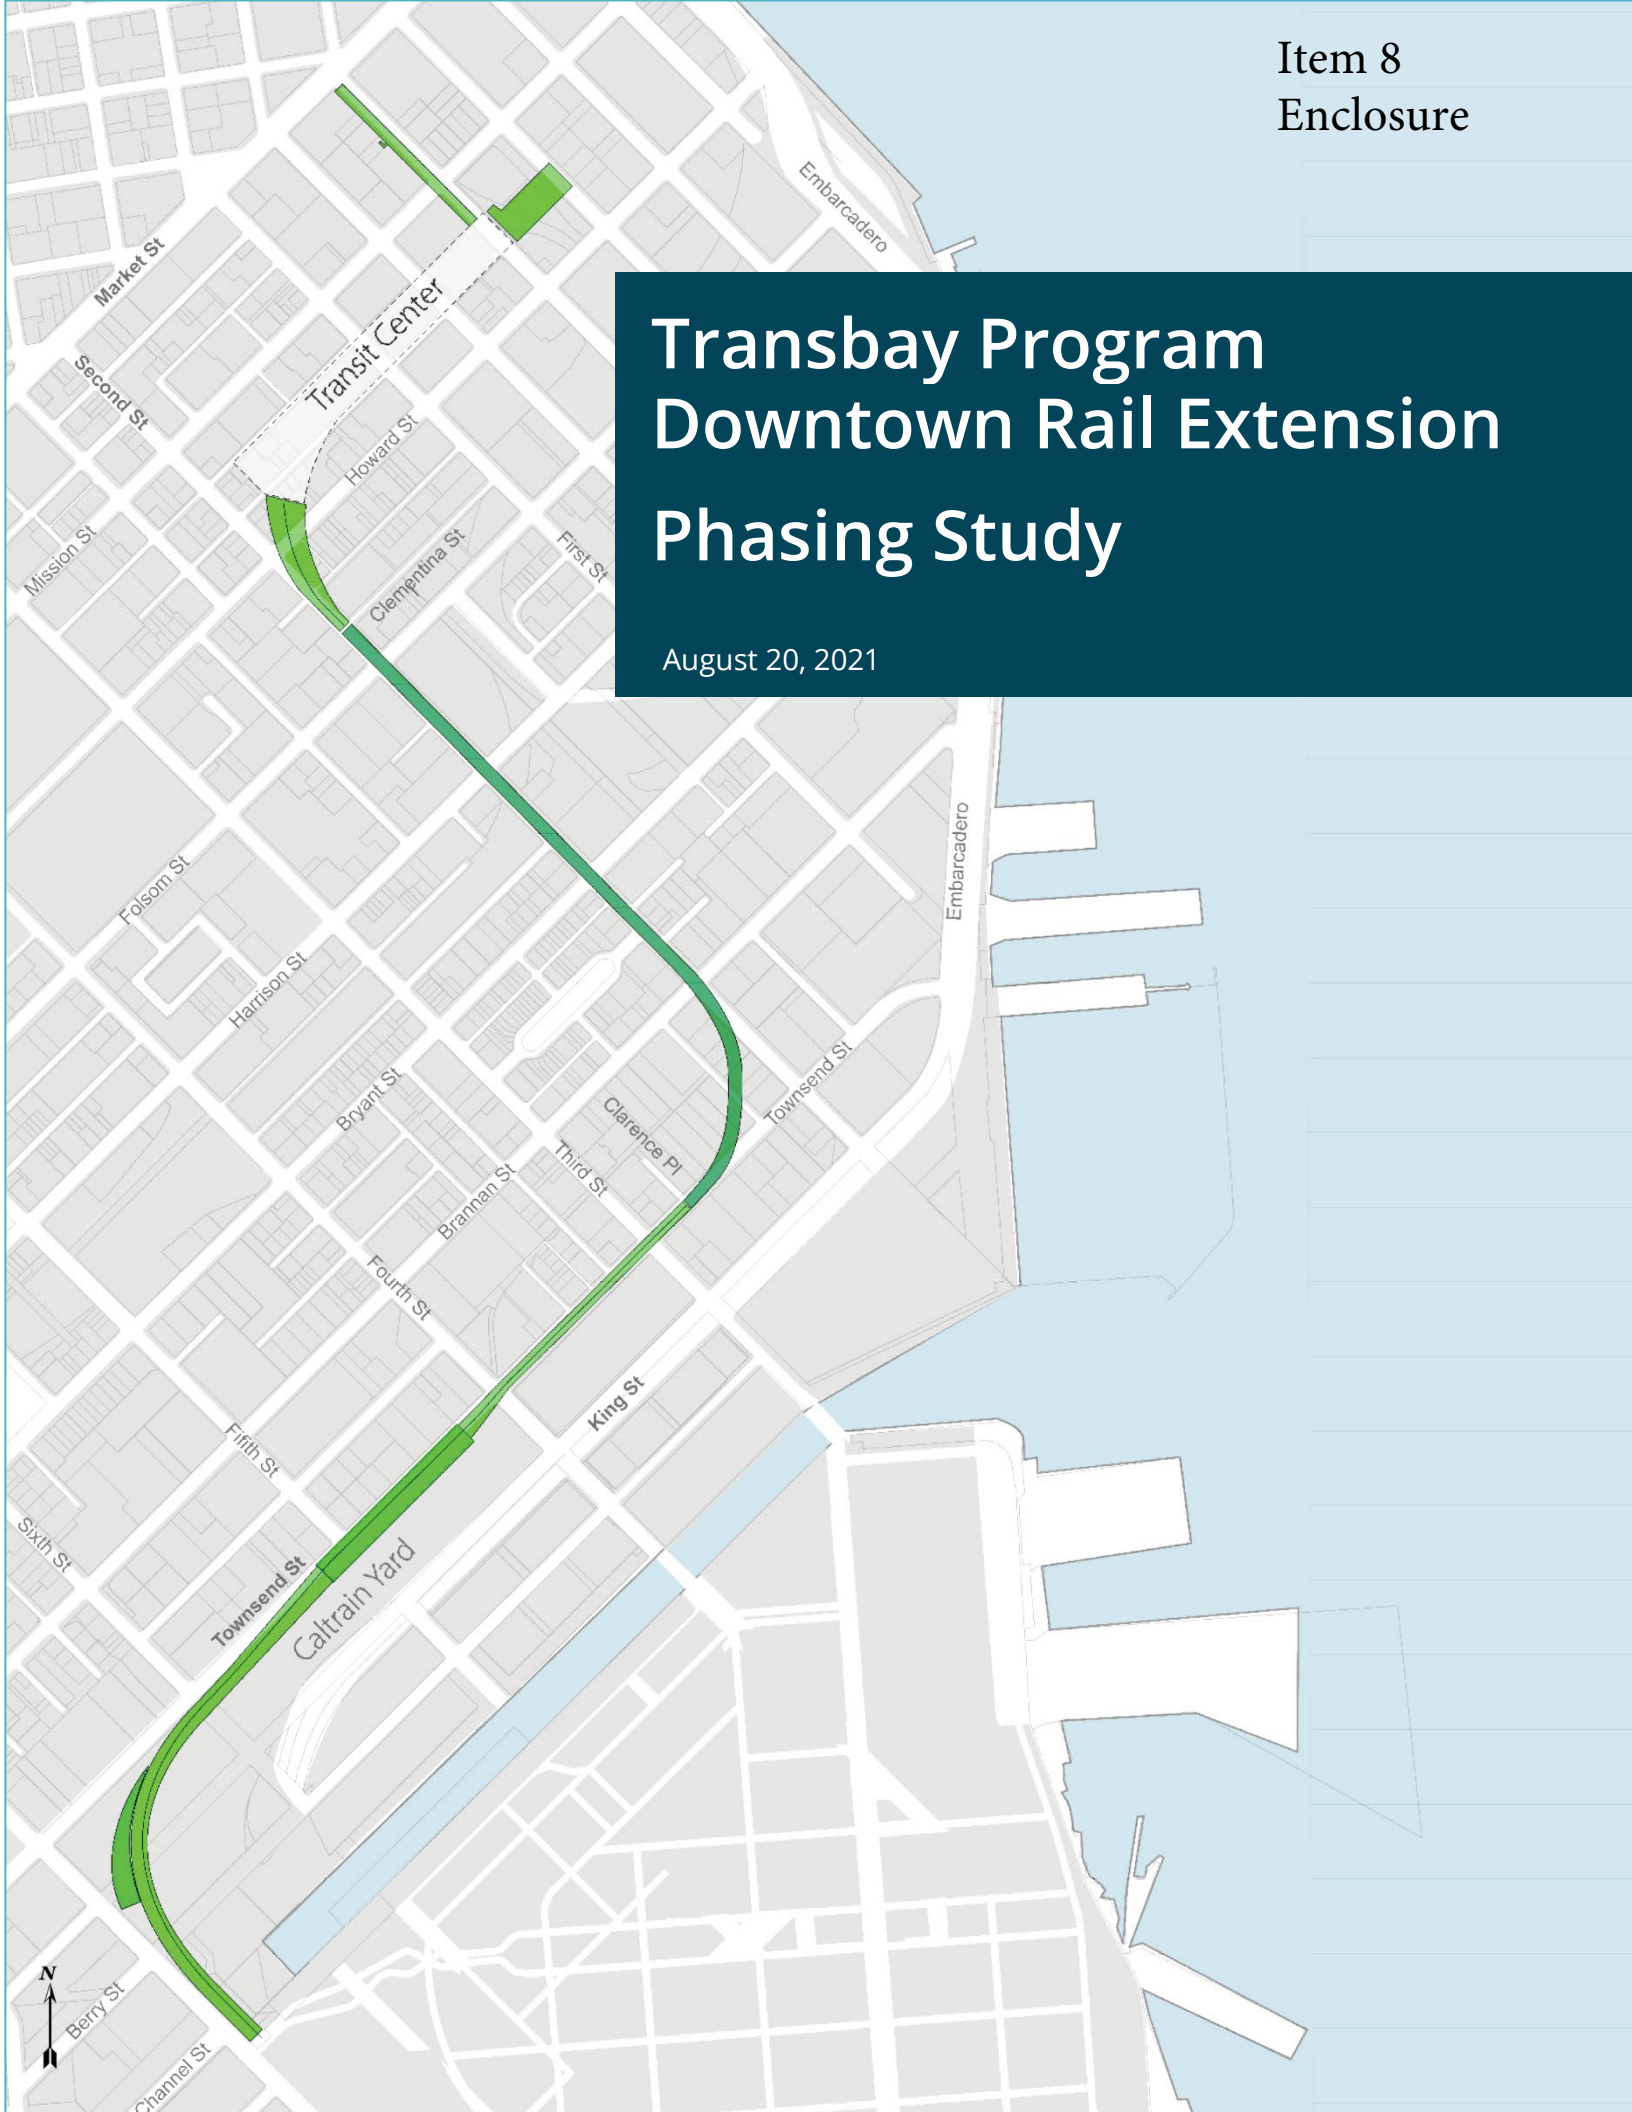 Item 8
Enclosure
Embarcadero
Market St
Transit Center
Second St
Howard St
Transbay Program
Downtown Rail Extension
Phasing Study
August 20, 2021
Mission St
Clementina St
First St
Embarcadero
Folsom St
Harrison St
Bryant St
Townsend St
Clarence Pl
Third St
Brannan St
Fourth St
King St
Fifith St
Sixth St
Townsend St
Caltrain Yard
N
Berry St
Channel St